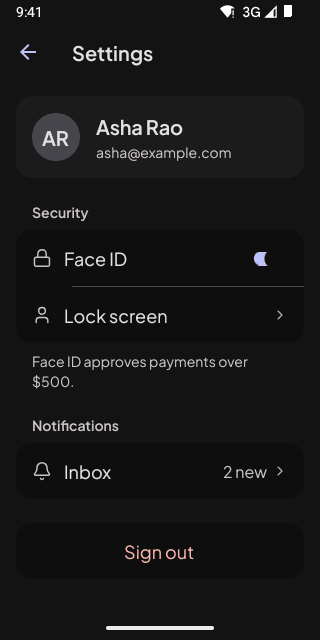 9:41
3G
Settings
AR
Asha Rao
asha@example.com
Security
Face ID
Lock screen
Face ID approves payments over
$500.
Notifications
Inbox
2 new
Sign out